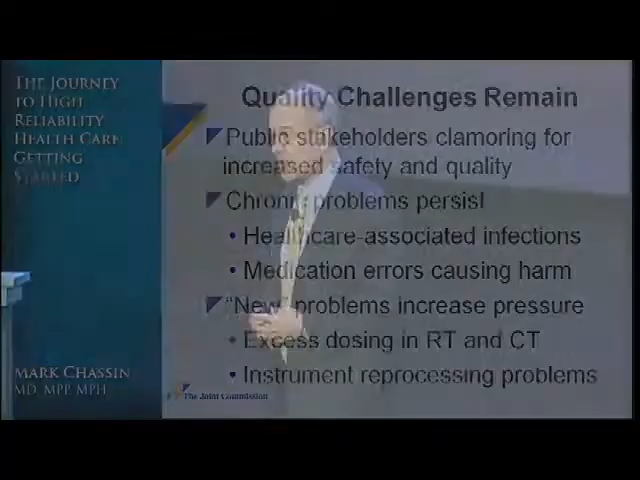 THE JOURNEY
TO HIGH
RELIABILITY
HEALTH CARE
GETTING
STARTED
MARK CHASSIN
MD, MPP, MPH
Quality Challenges Remain
Public stakeholders clamoring for
increased safety and quality
Chronic problems persist
• Healthcare-associated infections
• Medication errors causing harm
"New" problems increase pressure
• Excess dosing in RT and CT
• Instrument reprocessing problems
The Joint Commission